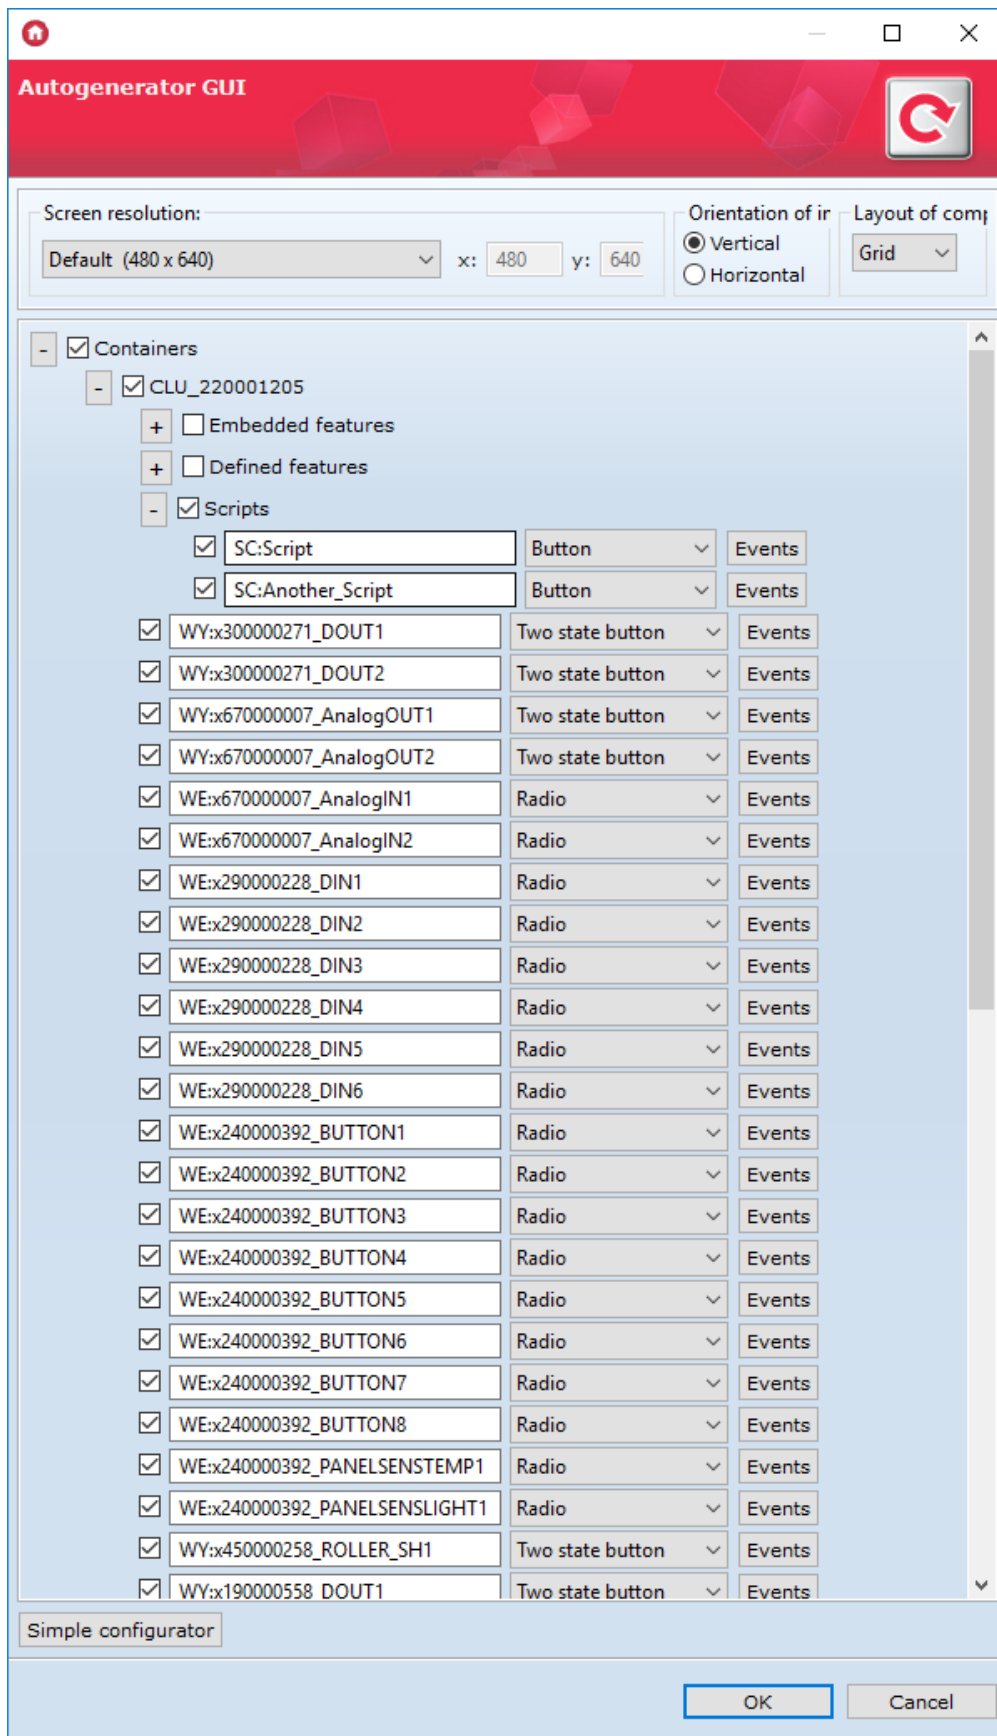 Autogenerator GUI
Screen resolution: Orientation of in Layout of comp
Default (480 x 640) x: 480 y: 640 Vertical Grid
Horizontal
- Containers
- CLU_220001205
+ Embedded features
+ Defined features
- Scripts
SC:Script Button Events
SC:Another_Script Button Events
WY:x300000271_DOUT1 Two state button Events
WY:x300000271_DOUT2 Two state button Events
WY:x670000007_AnalogOUT1 Two state button Events
WY:x670000007_AnalogOUT2 Two state button Events
WE:x670000007_AnalogIN1 Radio Events
WE:x670000007_AnalogIN2 Radio Events
WE:x290000228_DIN1 Radio Events
WE:x290000228_DIN2 Radio Events
WE:x290000228_DIN3 Radio Events
WE:x290000228_DIN4 Radio Events
WE:x290000228_DIN5 Radio Events
WE:x290000228_DIN6 Radio Events
WE:x240000392_BUTTON1 Radio Events
WE:x240000392_BUTTON2 Radio Events
WE:x240000392_BUTTON3 Radio Events
WE:x240000392_BUTTON4 Radio Events
WE:x240000392_BUTTON5 Radio Events
WE:x240000392_BUTTON6 Radio Events
WE:x240000392_BUTTON7 Radio Events
WE:x240000392_BUTTON8 Radio Events
WE:x240000392_PANELSENSTEMP1 Radio Events
WE:x240000392_PANELSENSLIGHT1 Radio Events
WY:x450000258_ROLLER_SH1 Two state button Events
WY:x190000558_DOUT1 Two state button Events
Simple configurator
OK Cancel